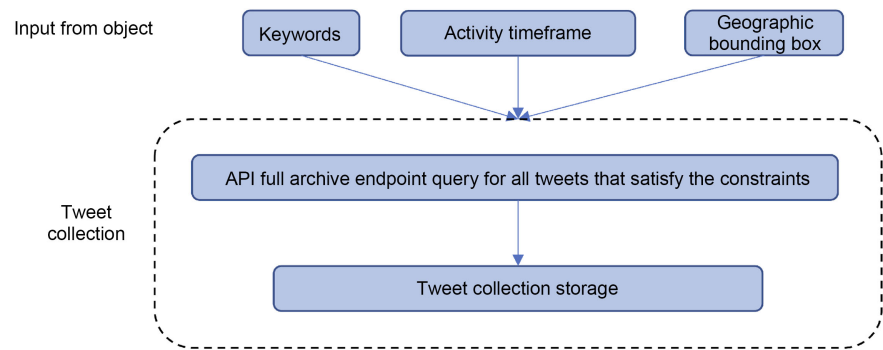 Input from object
Keywords
Activity timeframe
Geographic
bounding box
Tweet
collection
API full archive endpoint query for all tweets that satisfy the constraints
Tweet collection storage